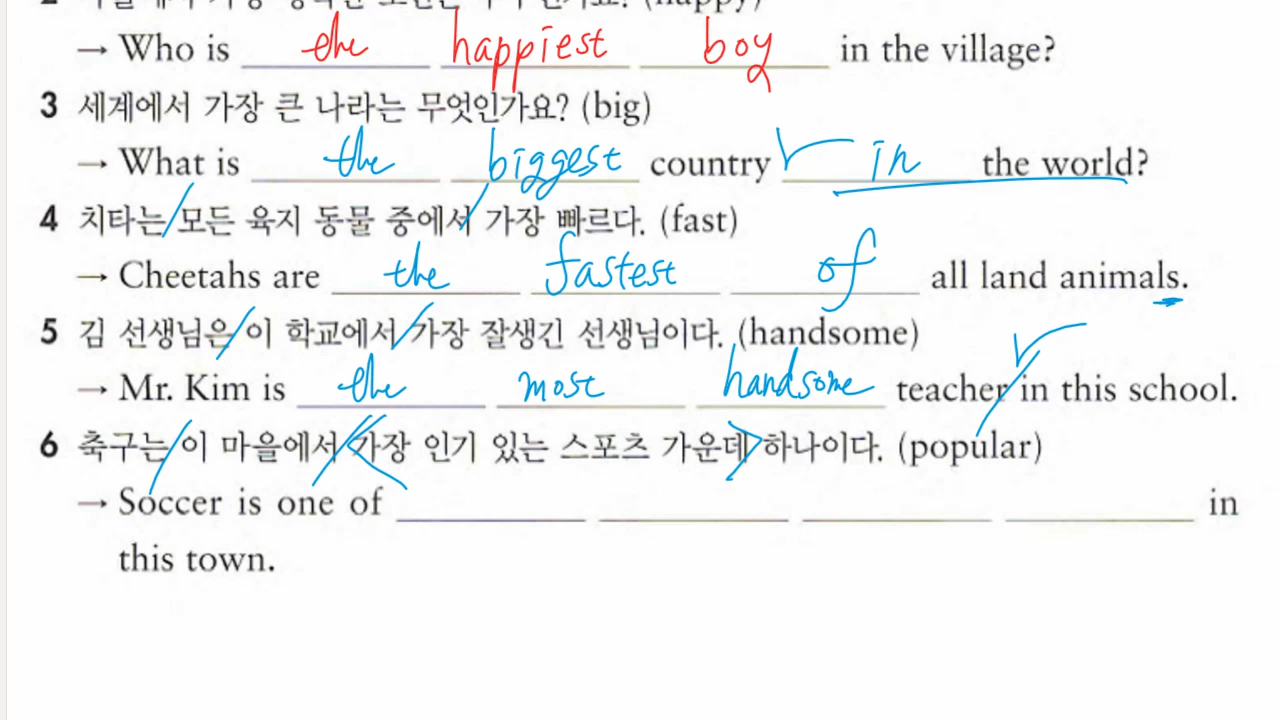 → Who is the happiest boy in the village?
3 세계에서 가장 큰 나라는 무엇인가요? (big)
→ What is the biggest country in the world?
4 치타는 모든 육지 동물 중에서 가장 빠르다. (fast)
→ Cheetahs are the fastest of all land animals.
5 김 선생님은 이 학교에서 가장 잘생긴 선생님이다. (handsome)
→ Mr. Kim is the most handsome teacher in this school.
6 축구는 이 마을에서 가장 인기 있는 스포츠 가운데 하나이다. (popular)
→ Soccer is one of in
this town.